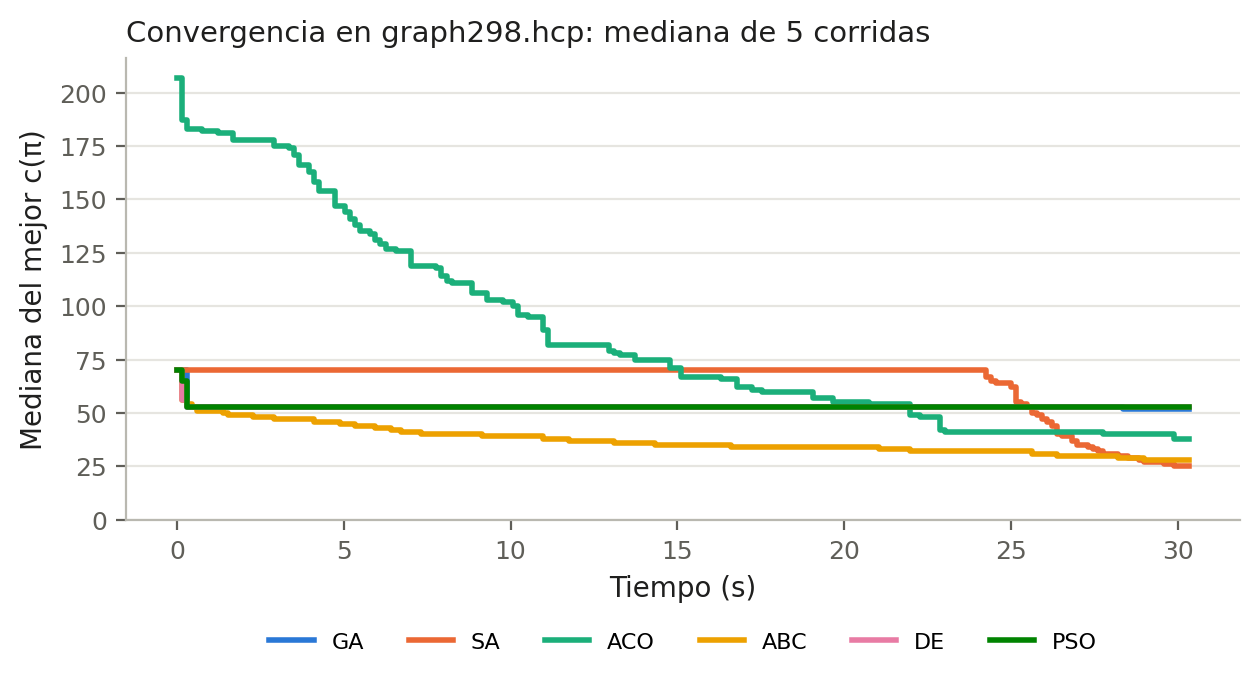 Convergencia en graph298.hcp: mediana de 5 corridas
Mediana del mejor c(π)
200
175
150
125
100
75
50
25
0
0 5 10 15 20 25 30
Tiempo (s)
GA SA ACO ABC DE PSO